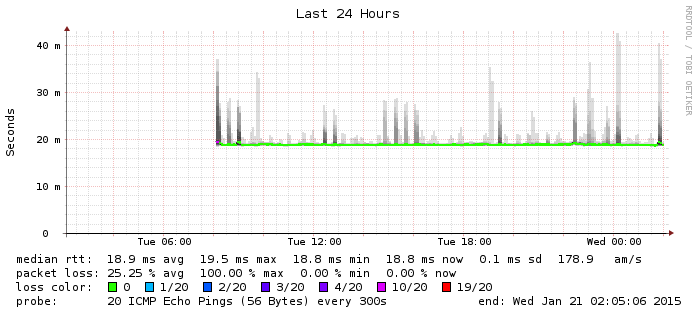 Last 24 Hours
RRDTOOL / TOBI OETIKER
Seconds
40 m
30 m
20 m
10 m
0
Tue 06:00 Tue 12:00 Tue 18:00 Wed 00:00
median rtt: 18.9 ms avg 19.5 ms max 18.8 ms min 18.8 ms now 0.1 ms sd 178.9 am/s
packet loss: 25.25 % avg 100.00 % max 0.00 % min 0.00 % now
loss color: 0 1/20 2/20 3/20 4/20 10/20 19/20
probe: 20 ICMP Echo Pings (56 Bytes) every 300s end: Wed Jan 21 02:05:06 2015